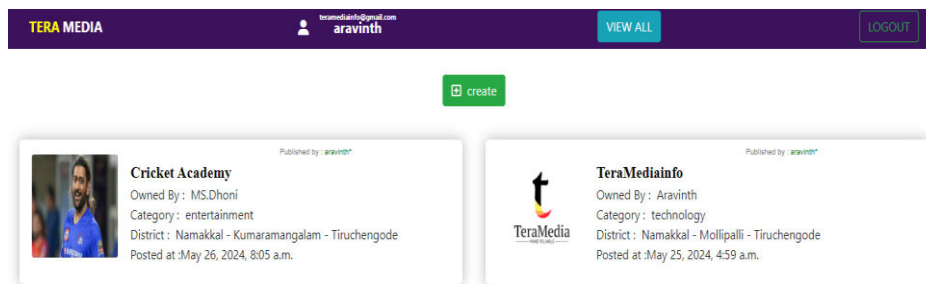 TERA MEDIA
teramediainfo@gmail.com
aravinth
VIEW ALL
LOGOUT
create
Published by : aravinth*
Cricket Academy
Owned By : MS.Dhoni
Category : entertainment
District : Namakkal - Kumaramangalam - Tiruchengode
Posted at :May 26, 2024, 8:05 a.m.
Published by : aravinth*
TeraMediainfo
Owned By : Aravinth
Category : technology
District : Namakkal - Mollipalli - Tiruchengode
Posted at :May 25, 2024, 4:59 a.m.
t
TeraMedia